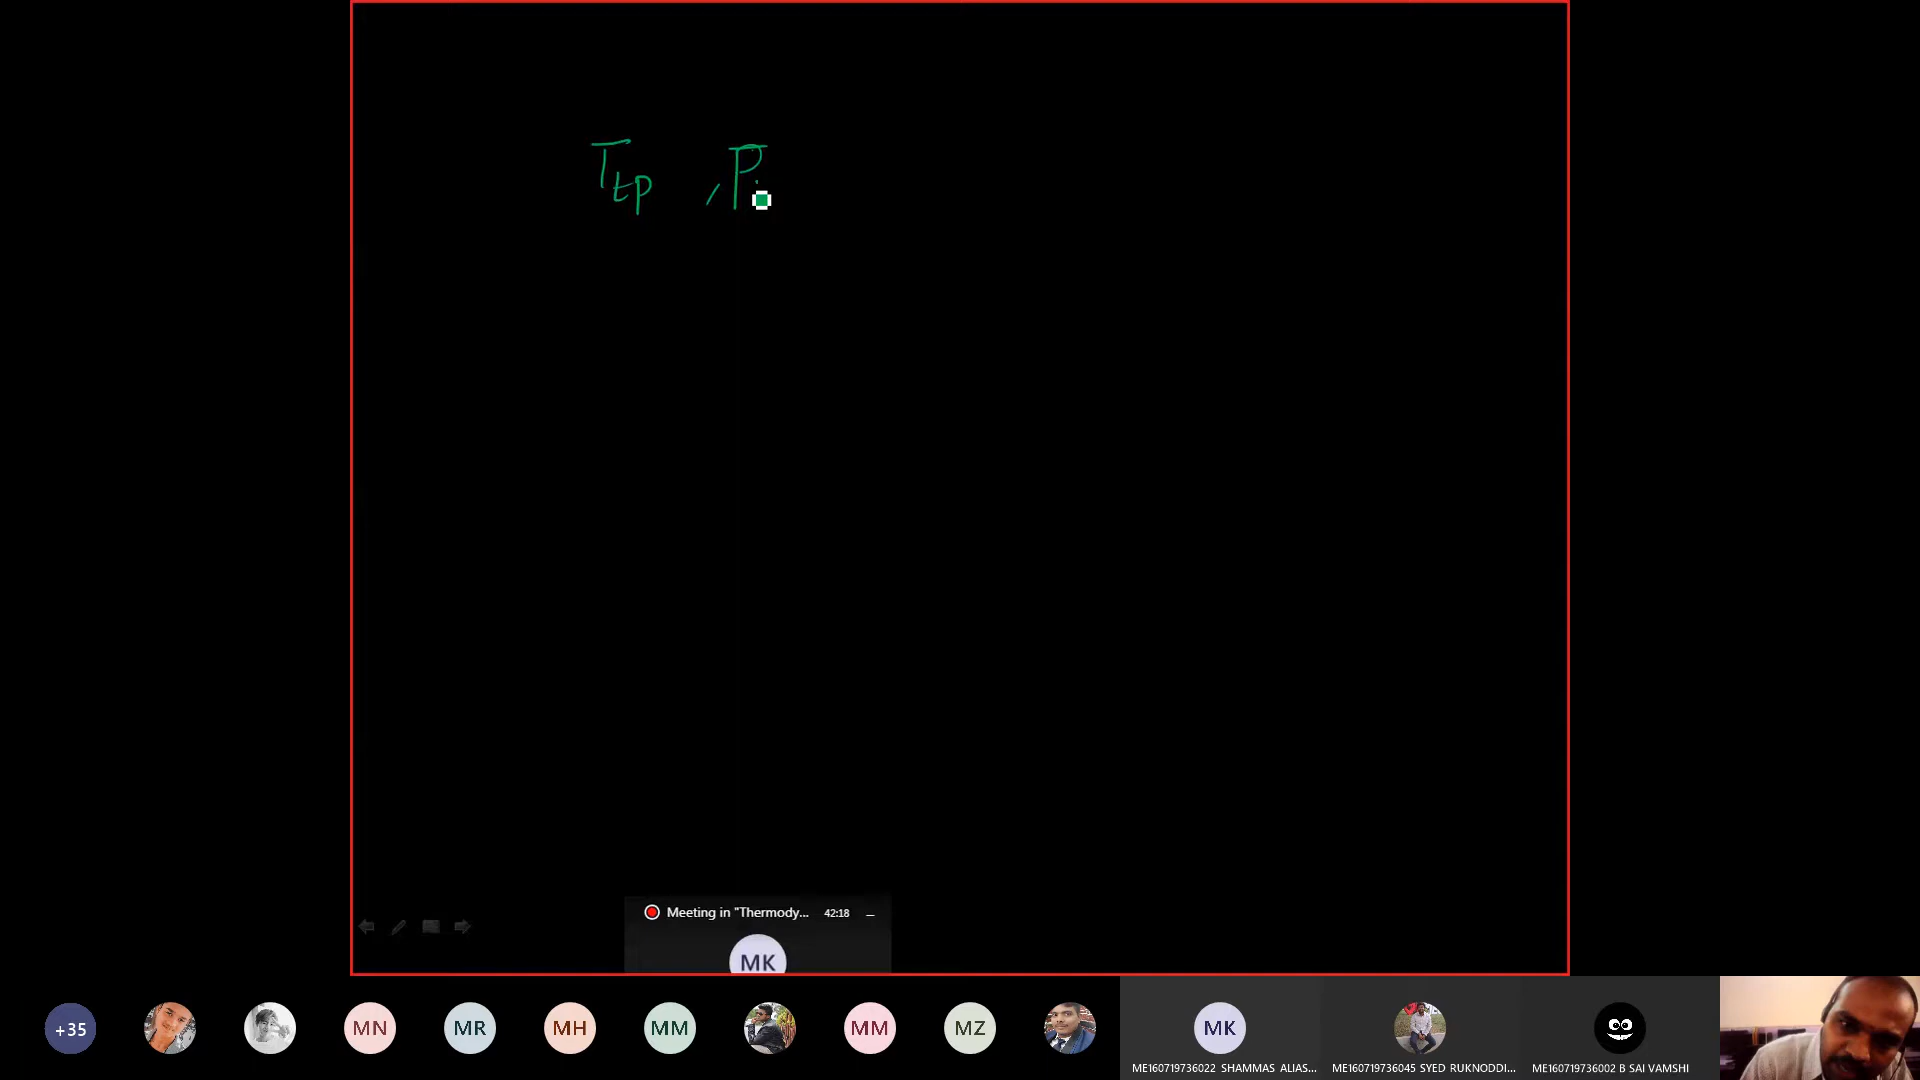 Ttp , P
Meeting in "Thermody... 42:18
MK
+35 MN MR MH MM MM MZ MK
ME160719736022 SHAMMAS ALIAS... ME160719736045 SYED RUKNODDI... ME160719736002 B SAI VAMSHI